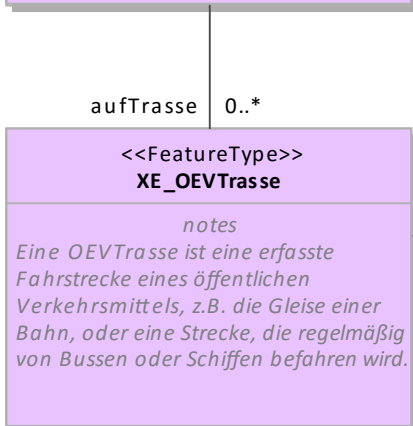 aufTrasse 0..*
<<FeatureType>>
XE_OEVTrasse
notes
Eine OEVTrasse ist eine erfasste
Fahrstrecke eines öffentlichen
Verkehrsmittels, z.B. die Gleise einer
Bahn, oder eine Strecke, die regelmäßig
von Bussen oder Schiffen befahren wird.